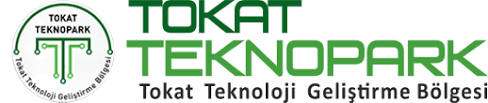 TOKAT
TEKNOPARK
Tokat Teknoloji Geliştirme Bölgesi
TOKAT
TEKNOPARK
Tokat Teknoloji Geliştirme Bölgesi